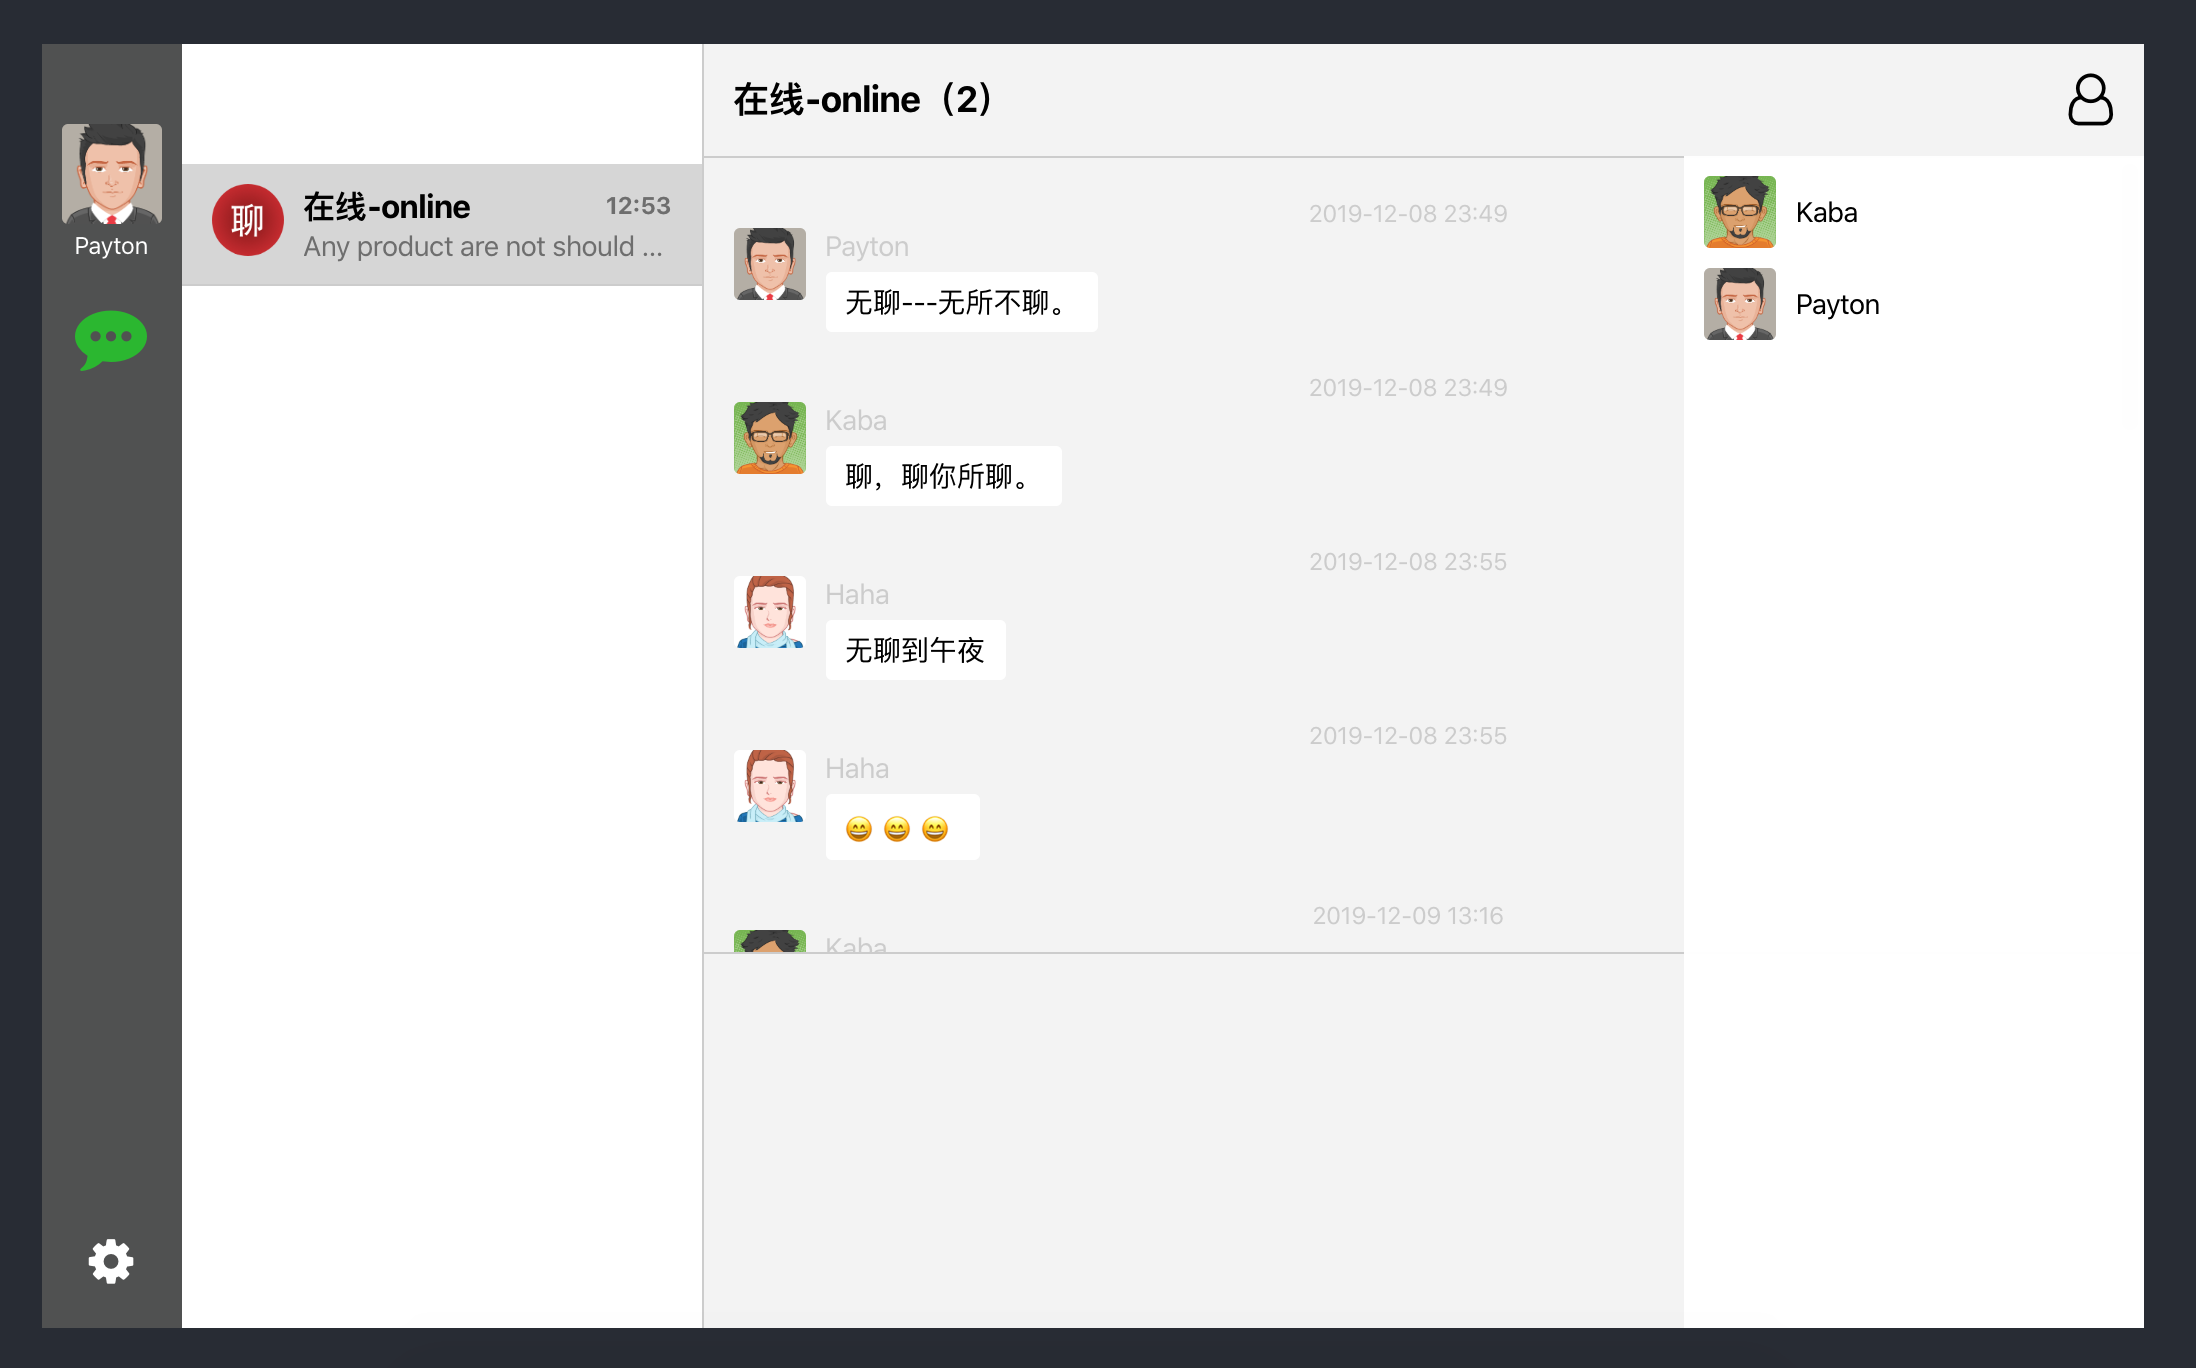 Payton
聊
在线-online
12:53
Any product are not should ...
在线-online（2）
2019-12-08 23:49
Payton
无聊---无所不聊。
2019-12-08 23:49
Kaba
聊，聊你所聊。
2019-12-08 23:55
Haha
无聊到午夜
2019-12-08 23:55
Haha
😄 😄 😄
2019-12-09 13:16
Kaba
Kaba
Payton